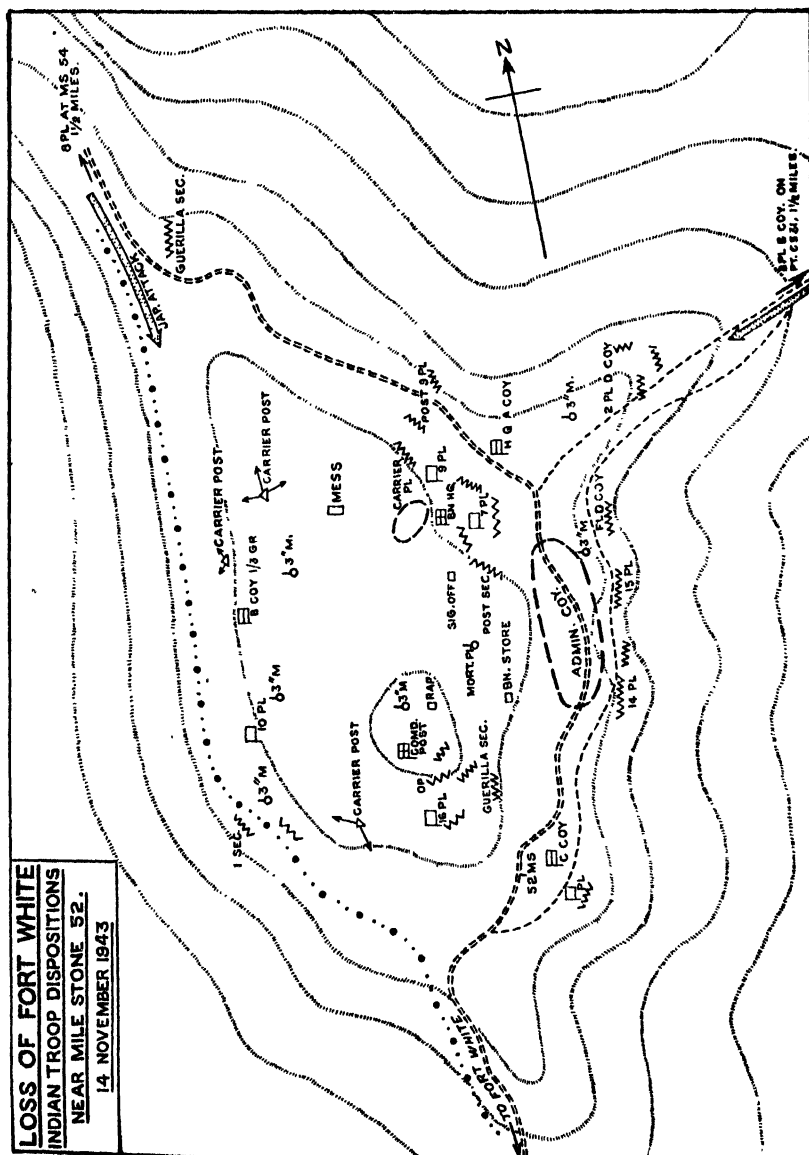 LOSS OF FORT WHITE
INDIAN TROOP DISPOSITIONS
NEAR MILE STONE 52.
14 NOVEMBER 1943
8 PL AT MS 54
1½ MILES.
JAP. ATTACK
GUERILLA SEC.
N
CARRIER POST
CARRIER POST
B COY 1/3 GR
3" M.
MESS
CARRIER
PL
POST 9 PL
9 PL
BN HQ
7 PL
H Q A COY
3" M.
2 PL D COY
10 PL
3" M
3" M
1 SEC
CARRIER POST
SIG. OFF
POST SEC.
MORT. PL
BN. STORE
3" M
RAP.
COMD.
POST
OP
16 PL
GUERILLA SEC.
ADMIN COY.
3" M
FLD COY
15 PL
14 PL
52 MS
C COY
PL
TO FORT WHITE
PL B COY. ON
1½ MILES.